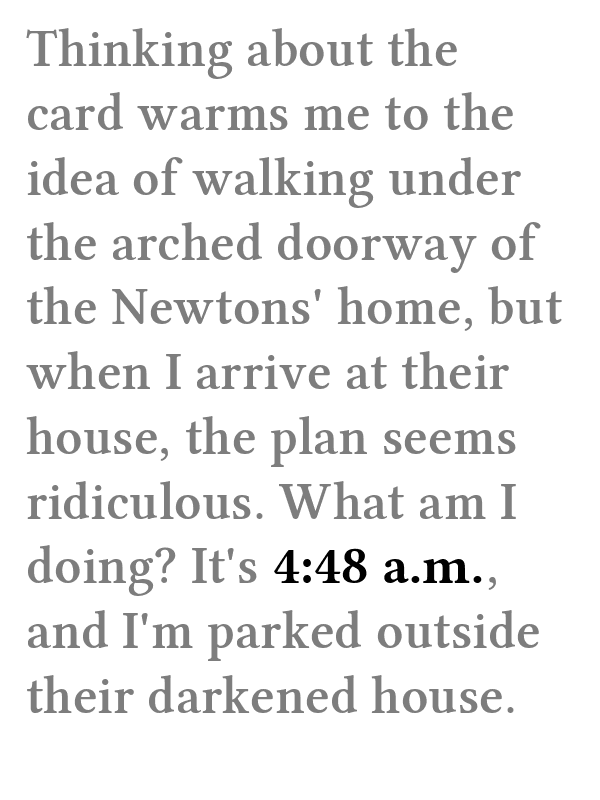 Thinking about the
card warms me to the
idea of walking under
the arched doorway of
the Newtons' home, but
when I arrive at their
house, the plan seems
ridiculous. What am I
doing? It's 4:48 a.m.,
and I'm parked outside
their darkened house.